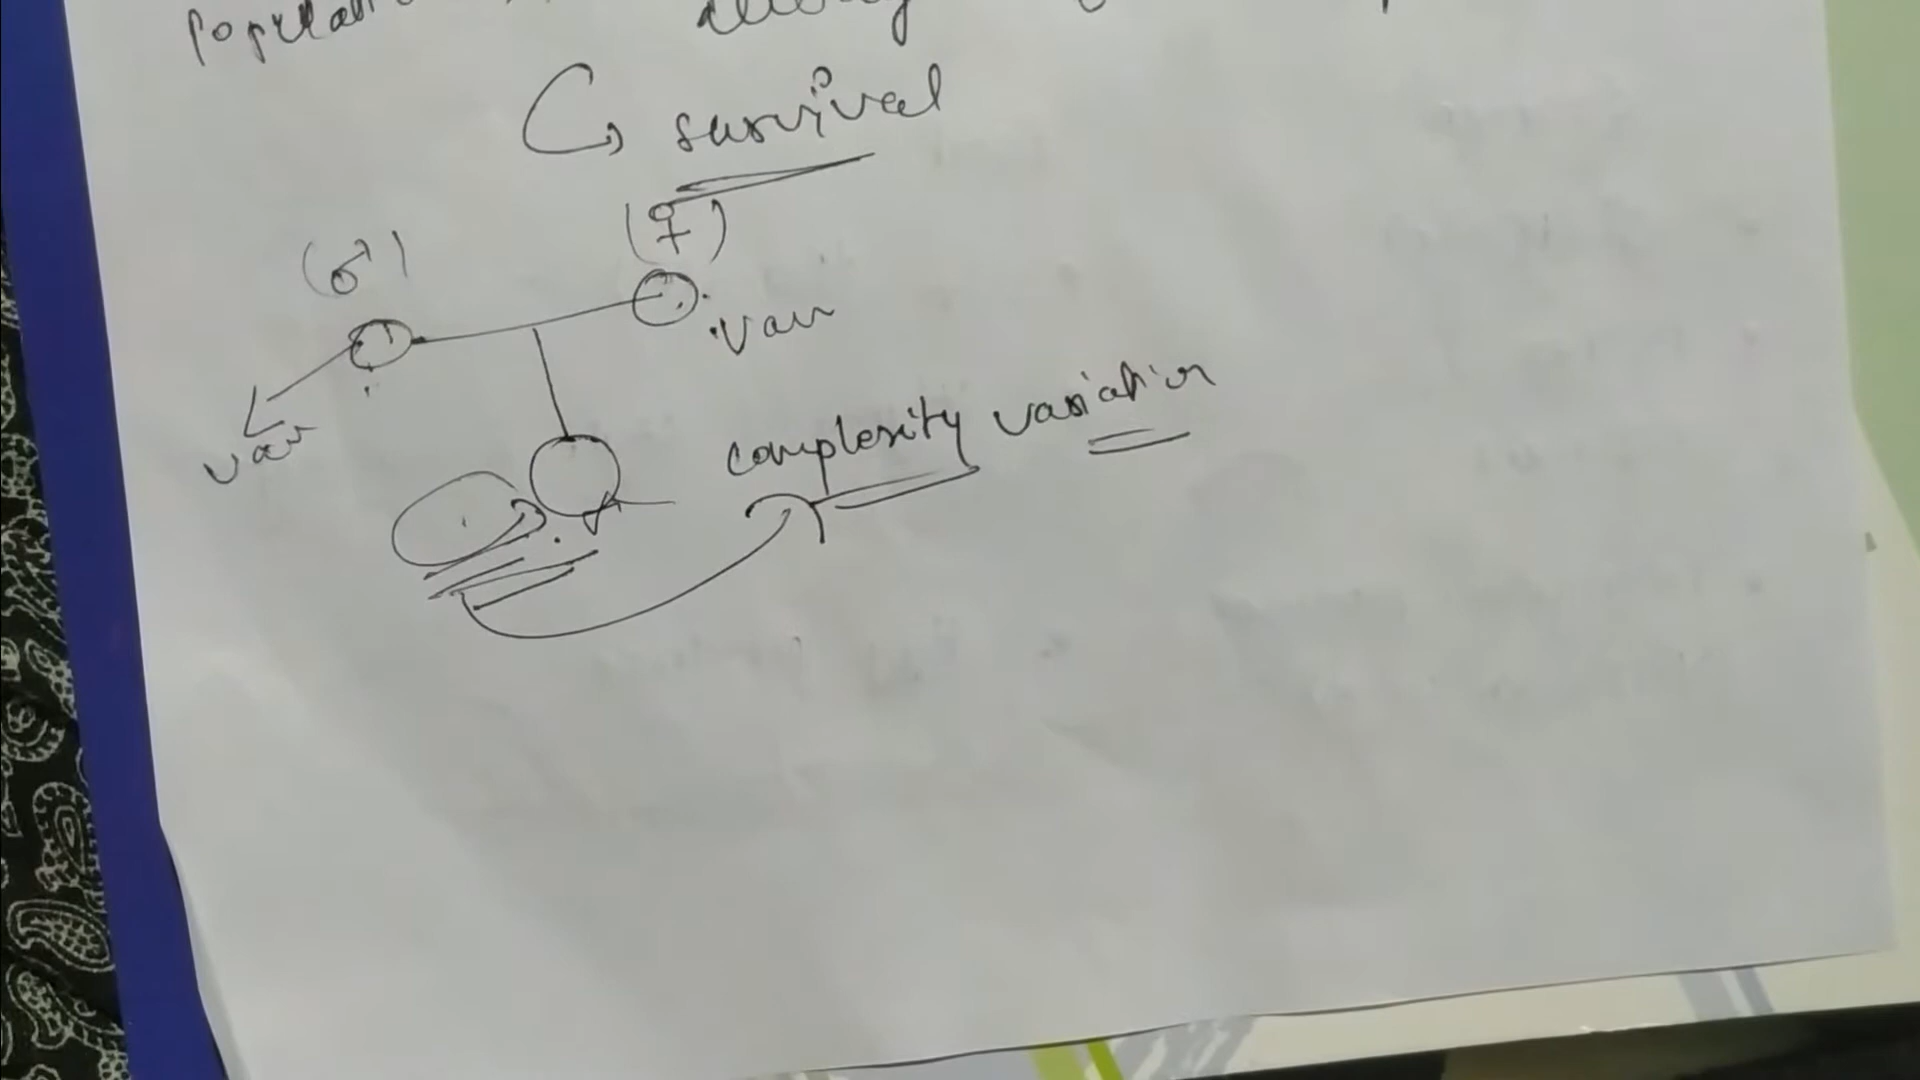 survival
(♂) (♀)
var
var
complexity variation